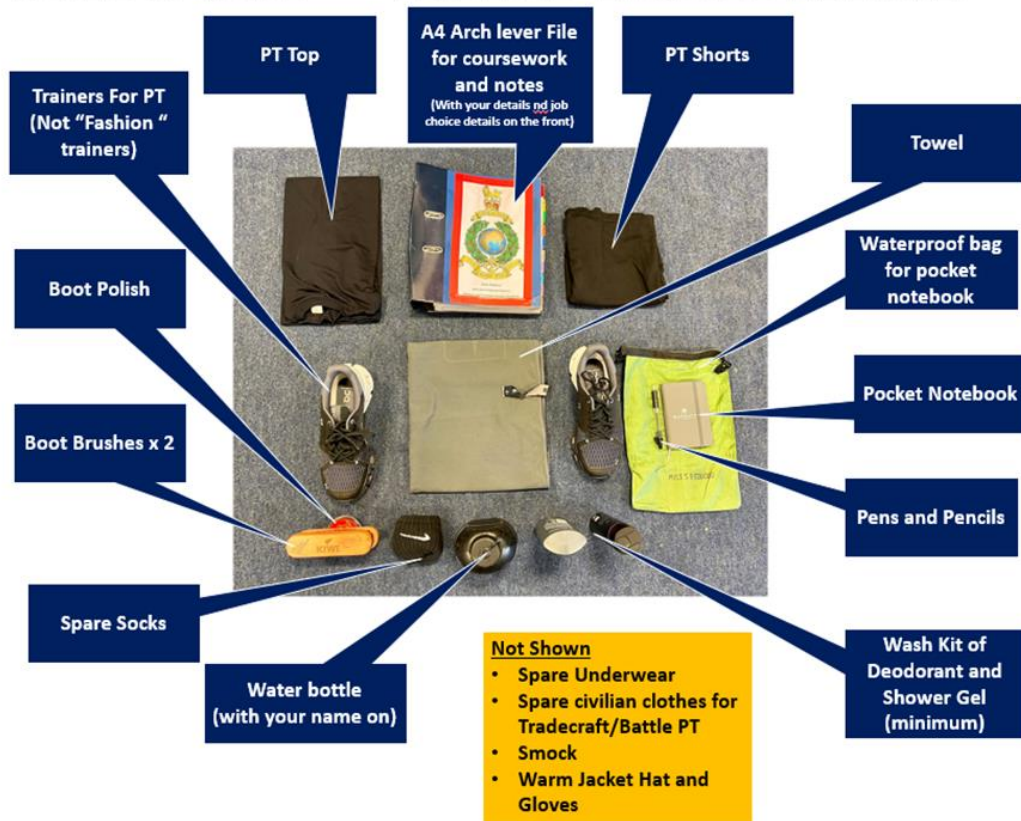 PT Top
A4 Arch lever File
for coursework
and notes
(With your details nd job
choice details on the front)
PT Shorts
Trainers For PT
(Not “Fashion “
trainers)
Towel
Boot Polish
Waterproof bag
for pocket
notebook
Boot Brushes x 2
Pocket Notebook
Pens and Pencils
KIWI
Spare Socks
Water bottle
(with your name on)
Wash Kit of
Deodorant and
Shower Gel
(minimum)
Not Shown
• Spare Underwear
• Spare civilian clothes for
Tradecraft/Battle PT
• Smock
• Warm Jacket Hat and
Gloves